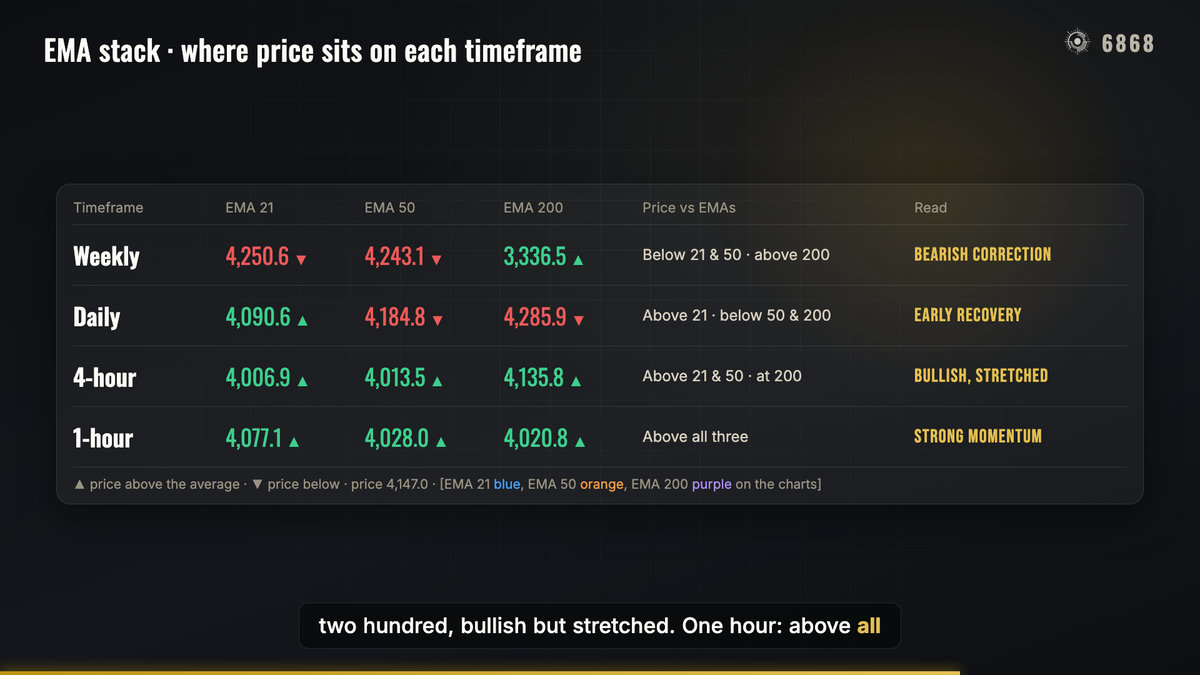 EMA stack · where price sits on each timeframe
6868
Timeframe EMA 21 EMA 50 EMA 200 Price vs EMAs Read
Weekly 4,250.6 ▼ 4,243.1 ▼ 3,336.5 ▲ Below 21 & 50 · above 200 BEARISH CORRECTION
Daily 4,090.6 ▲ 4,184.8 ▼ 4,285.9 ▼ Above 21 · below 50 & 200 EARLY RECOVERY
4-hour 4,006.9 ▲ 4,013.5 ▲ 4,135.8 ▲ Above 21 & 50 · at 200 BULLISH, STRETCHED
1-hour 4,077.1 ▲ 4,028.0 ▲ 4,020.8 ▲ Above all three STRONG MOMENTUM
▲ price above the average · ▼ price below · price 4,147.0 · [EMA 21 blue, EMA 50 orange, EMA 200 purple on the charts]
two hundred, bullish but stretched. One hour: above all